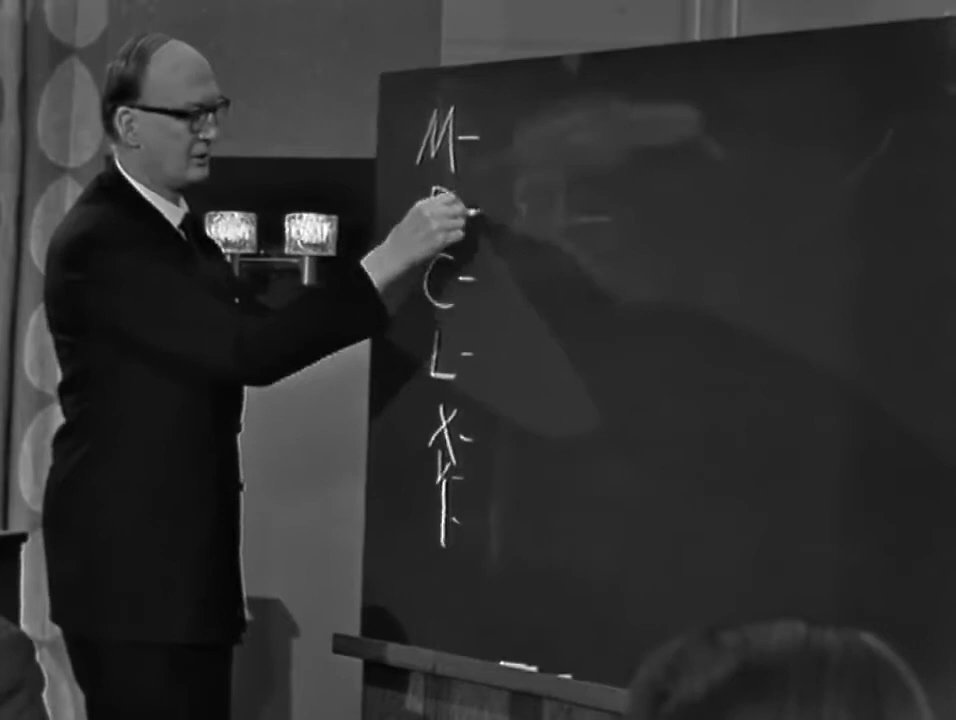 M-
C-
L-
X-
V-
I-